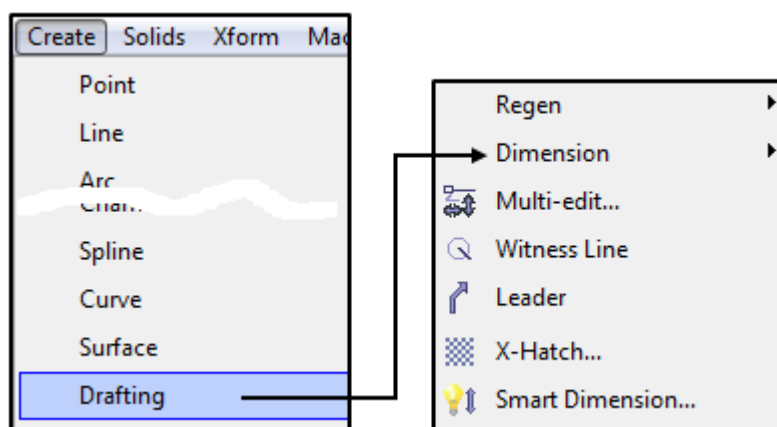 Create Solids Xform
Point
Line
Arc
Spline
Curve
Surface
Drafting
Regen
Dimension
Multi-edit...
Witness Line
Leader
X-Hatch...
Smart Dimension...